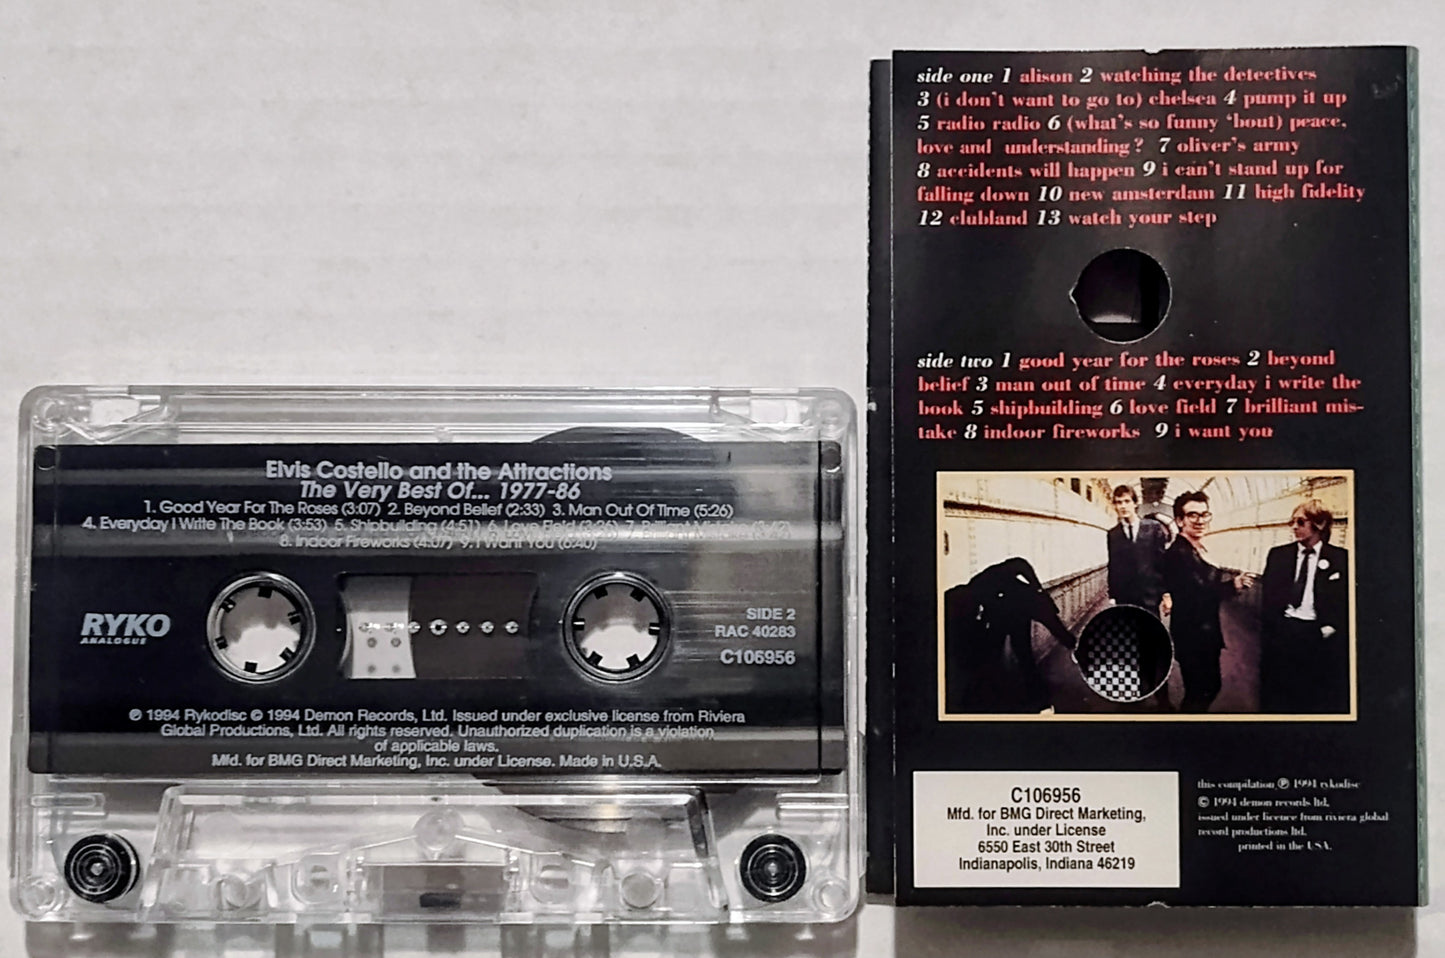 Elvis Costello and the Attractions
The Very Best Of... 1977-86
1. Good Year For The Roses (3:07) 2. Beyond Belief (2:33) 3. Man Out Of Time (5:26)
4. Everyday I Write The Book (3:53) 5. Shipbuilding (4:51) 6. Love Field (3:26) 7. Brilliant Mistake (3:42)
8. Indoor Fireworks (4:07) 9. I Want You (6:40)
RYKO
ANALOGUE
SIDE 2
RAC 40283
C106956
℗ 1994 Rykodisc © 1994 Demon Records, Ltd. Issued under exclusive license from Riviera
Global Productions, Ltd. All rights reserved. Unauthorized duplication is a violation
of applicable laws.
Mfd. for BMG Direct Marketing, Inc. under License. Made in U.S.A.
side one 1 alison 2 watching the detectives
3 (i don't want to go to) chelsea 4 pump it up
5 radio radio 6 (what's so funny 'bout) peace,
love and understanding? 7 oliver's army
8 accidents will happen 9 i can't stand up for
falling down 10 new amsterdam 11 high fidelity
12 clubland 13 watch your step
side two 1 good year for the roses 2 beyond
belief 3 man out of time 4 everyday i write the
book 5 shipbuilding 6 love field 7 brilliant mis-
take 8 indoor fireworks 9 i want you
C106956
Mfd. for BMG Direct Marketing,
Inc. under License
6550 East 30th Street
Indianapolis, Indiana 46219
this compilation ℗ 1994 rykodisc
© 1994 demon records ltd.
issued under licence from riviera global
record productions ltd.
printed in the USA.